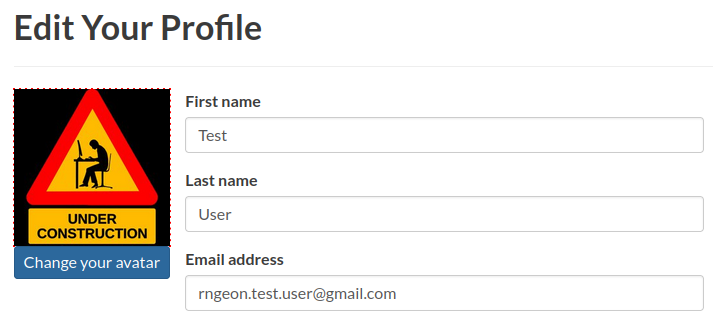 Edit Your Profile
First name
Test
Last name
User
Email address
rngeon.test.user@gmail.com
UNDER
CONSTRUCTION
Change your avatar